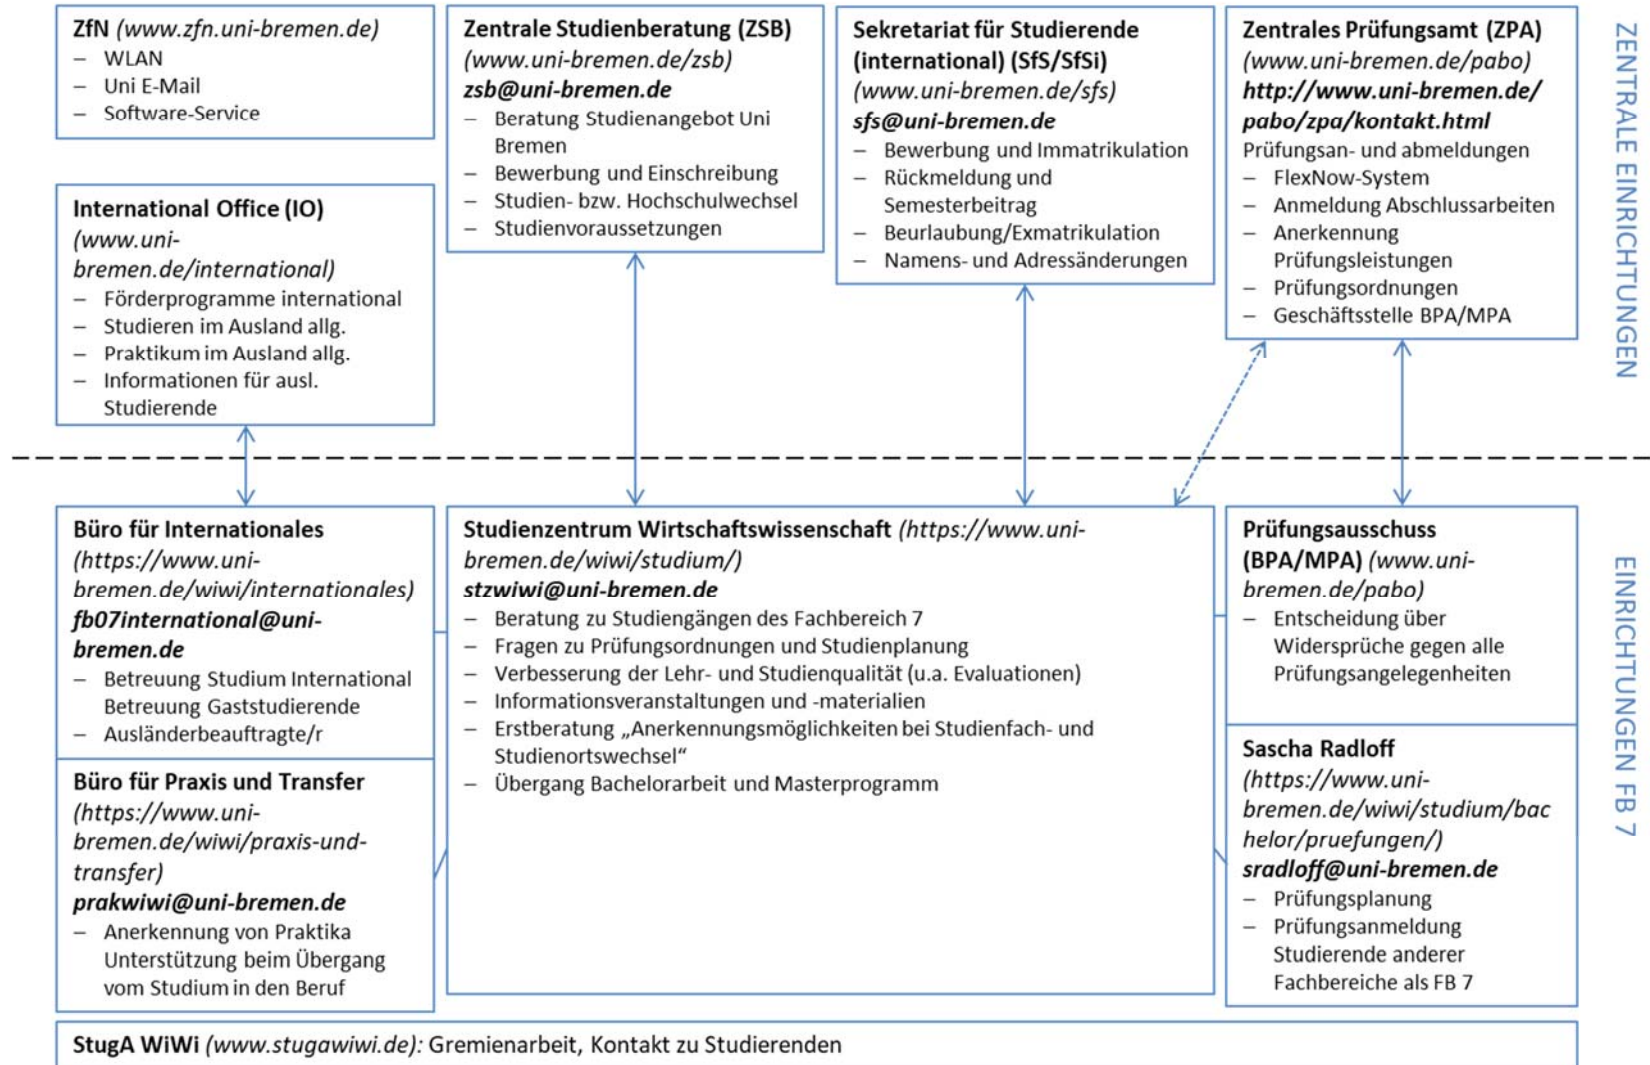 ZfN (www.zfn.uni-bremen.de)
– WLAN
– Uni E-Mail
– Software-Service
International Office (IO)
(www.uni-
bremen.de/international)
– Förderprogramme international
– Studieren im Ausland allg.
– Praktikum im Ausland allg.
– Informationen für ausl.
Studierende
Zentrale Studienberatung (ZSB)
(www.uni-bremen.de/zsb)
zsb@uni-bremen.de
– Beratung Studienangebot Uni
Bremen
– Bewerbung und Einschreibung
– Studien- bzw. Hochschulwechsel
– Studienvoraussetzungen
Sekretariat für Studierende
(international) (SfS/SfSi)
(www.uni-bremen.de/sfs)
sfs@uni-bremen.de
– Bewerbung und Immatrikulation
– Rückmeldung und
Semesterbeitrag
– Beurlaubung/Exmatrikulation
– Namens- und Adressänderungen
Zentrales Prüfungsamt (ZPA)
(www.uni-bremen.de/pabo)
http://www.uni-bremen.de/
pabo/zpa/kontakt.html
Prüfungsan- und abmeldungen
– FlexNow-System
– Anmeldung Abschlussarbeiten
– Anerkennung
Prüfungsleistungen
– Prüfungsordnungen
– Geschäftsstelle BPA/MPA
ZENTRALE EINRICHTUNGEN
Büro für Internationales
(https://www.uni-
bremen.de/wiwi/internationales)
fb07international@uni-
bremen.de
– Betreuung Studium International
Betreuung Gaststudierende
– Ausländerbeauftragte/r
Büro für Praxis und Transfer
(https://www.uni-
bremen.de/wiwi/praxis-und-
transfer)
prakwiwi@uni-bremen.de
– Anerkennung von Praktika
Unterstützung beim Übergang
vom Studium in den Beruf
Studienzentrum Wirtschaftswissenschaft (https://www.uni-
bremen.de/wiwi/studium/)
stzwiwi@uni-bremen.de
– Beratung zu Studiengängen des Fachbereich 7
– Fragen zu Prüfungsordnungen und Studienplanung
– Verbesserung der Lehr- und Studienqualität (u.a. Evaluationen)
– Informationsveranstaltungen und -materialien
– Erstberatung „Anerkennungsmöglichkeiten bei Studienfach- und
Studienortswechsel“
– Übergang Bachelorarbeit und Masterprogramm
Prüfungsausschuss
(BPA/MPA) (www.uni-
bremen.de/pabo)
– Entscheidung über
Widersprüche gegen alle
Prüfungsangelegenheiten
Sascha Radloff
(https://www.uni-
bremen.de/wiwi/studium/bac
helor/pruefungen/)
sradloff@uni-bremen.de
– Prüfungsplanung
– Prüfungsanmeldung
Studierende anderer
Fachbereiche als FB 7
EINRICHTUNGEN FB 7
StugA WiWi (www.stugawiwi.de): Gremienarbeit, Kontakt zu Studierenden